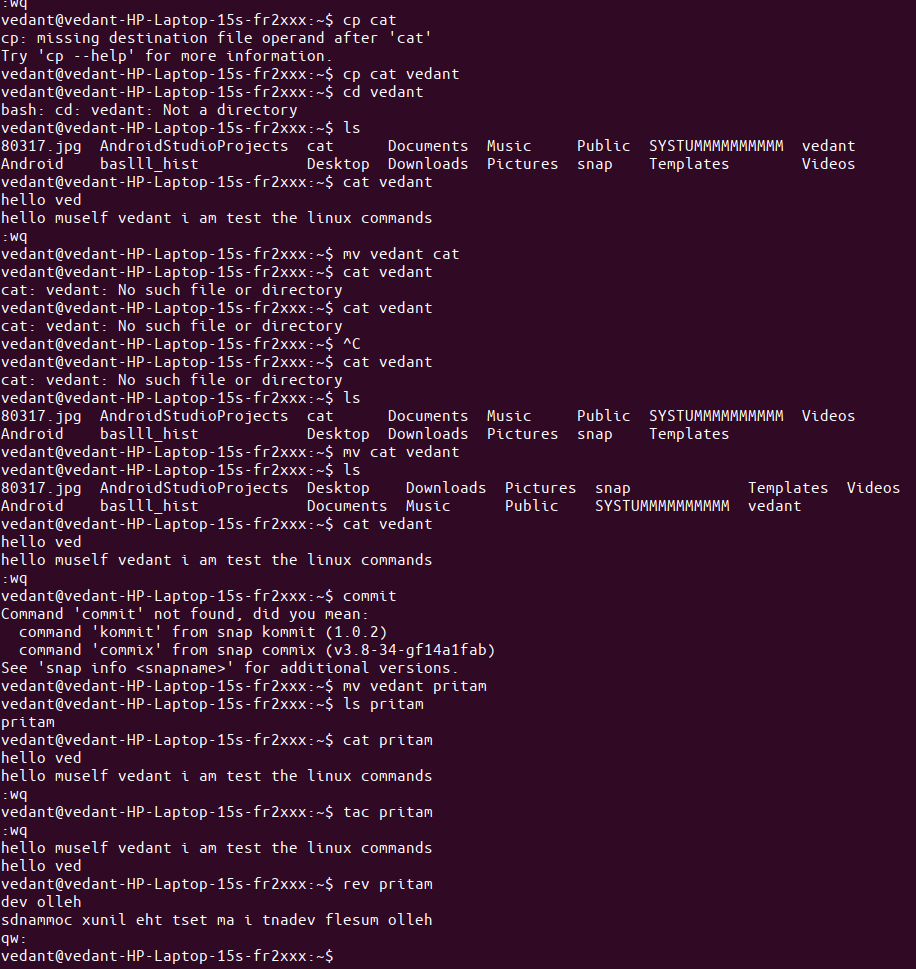 :wq
vedant@vedant-HP-Laptop-15s-fr2xxx:~$ cp cat
cp: missing destination file operand after 'cat'
Try 'cp --help' for more information.
vedant@vedant-HP-Laptop-15s-fr2xxx:~$ cp cat vedant
vedant@vedant-HP-Laptop-15s-fr2xxx:~$ cd vedant
bash: cd: vedant: Not a directory
vedant@vedant-HP-Laptop-15s-fr2xxx:~$ ls
80317.jpg  AndroidStudioProjects  cat      Documents  Music     Public  SYSTUMMMMMMMMMM  vedant
Android    baslll_hist            Desktop  Downloads  Pictures  snap    Templates        Videos
vedant@vedant-HP-Laptop-15s-fr2xxx:~$ cat vedant
hello ved
hello muself vedant i am test the linux commands
:wq
vedant@vedant-HP-Laptop-15s-fr2xxx:~$ mv vedant cat
vedant@vedant-HP-Laptop-15s-fr2xxx:~$ cat vedant
cat: vedant: No such file or directory
vedant@vedant-HP-Laptop-15s-fr2xxx:~$ cat vedant
cat: vedant: No such file or directory
vedant@vedant-HP-Laptop-15s-fr2xxx:~$ ^C
vedant@vedant-HP-Laptop-15s-fr2xxx:~$ cat vedant
cat: vedant: No such file or directory
vedant@vedant-HP-Laptop-15s-fr2xxx:~$ ls
80317.jpg  AndroidStudioProjects  cat      Documents  Music     Public  SYSTUMMMMMMMMMM  Videos
Android    baslll_hist            Desktop  Downloads  Pictures  snap    Templates
vedant@vedant-HP-Laptop-15s-fr2xxx:~$ mv cat vedant
vedant@vedant-HP-Laptop-15s-fr2xxx:~$ ls
80317.jpg  AndroidStudioProjects  Desktop    Downloads  Pictures  snap             Templates  Videos
Android    baslll_hist            Documents  Music      Public    SYSTUMMMMMMMMMM  vedant
vedant@vedant-HP-Laptop-15s-fr2xxx:~$ cat vedant
hello ved
hello muself vedant i am test the linux commands
:wq
vedant@vedant-HP-Laptop-15s-fr2xxx:~$ commit
Command 'commit' not found, did you mean:
  command 'kommit' from snap kommit (1.0.2)
  command 'commix' from snap commix (v3.8-34-gf14a1fab)
See 'snap info <snapname>' for additional versions.
vedant@vedant-HP-Laptop-15s-fr2xxx:~$ mv vedant pritam
vedant@vedant-HP-Laptop-15s-fr2xxx:~$ ls pritam
pritam
vedant@vedant-HP-Laptop-15s-fr2xxx:~$ cat pritam
hello ved
hello muself vedant i am test the linux commands
:wq
vedant@vedant-HP-Laptop-15s-fr2xxx:~$ tac pritam
:wq
hello muself vedant i am test the linux commands
hello ved
vedant@vedant-HP-Laptop-15s-fr2xxx:~$ rev pritam
dev olleh
sdnammoc xunil eht tset ma i tnadev flesum olleh
qw:
vedant@vedant-HP-Laptop-15s-fr2xxx:~$